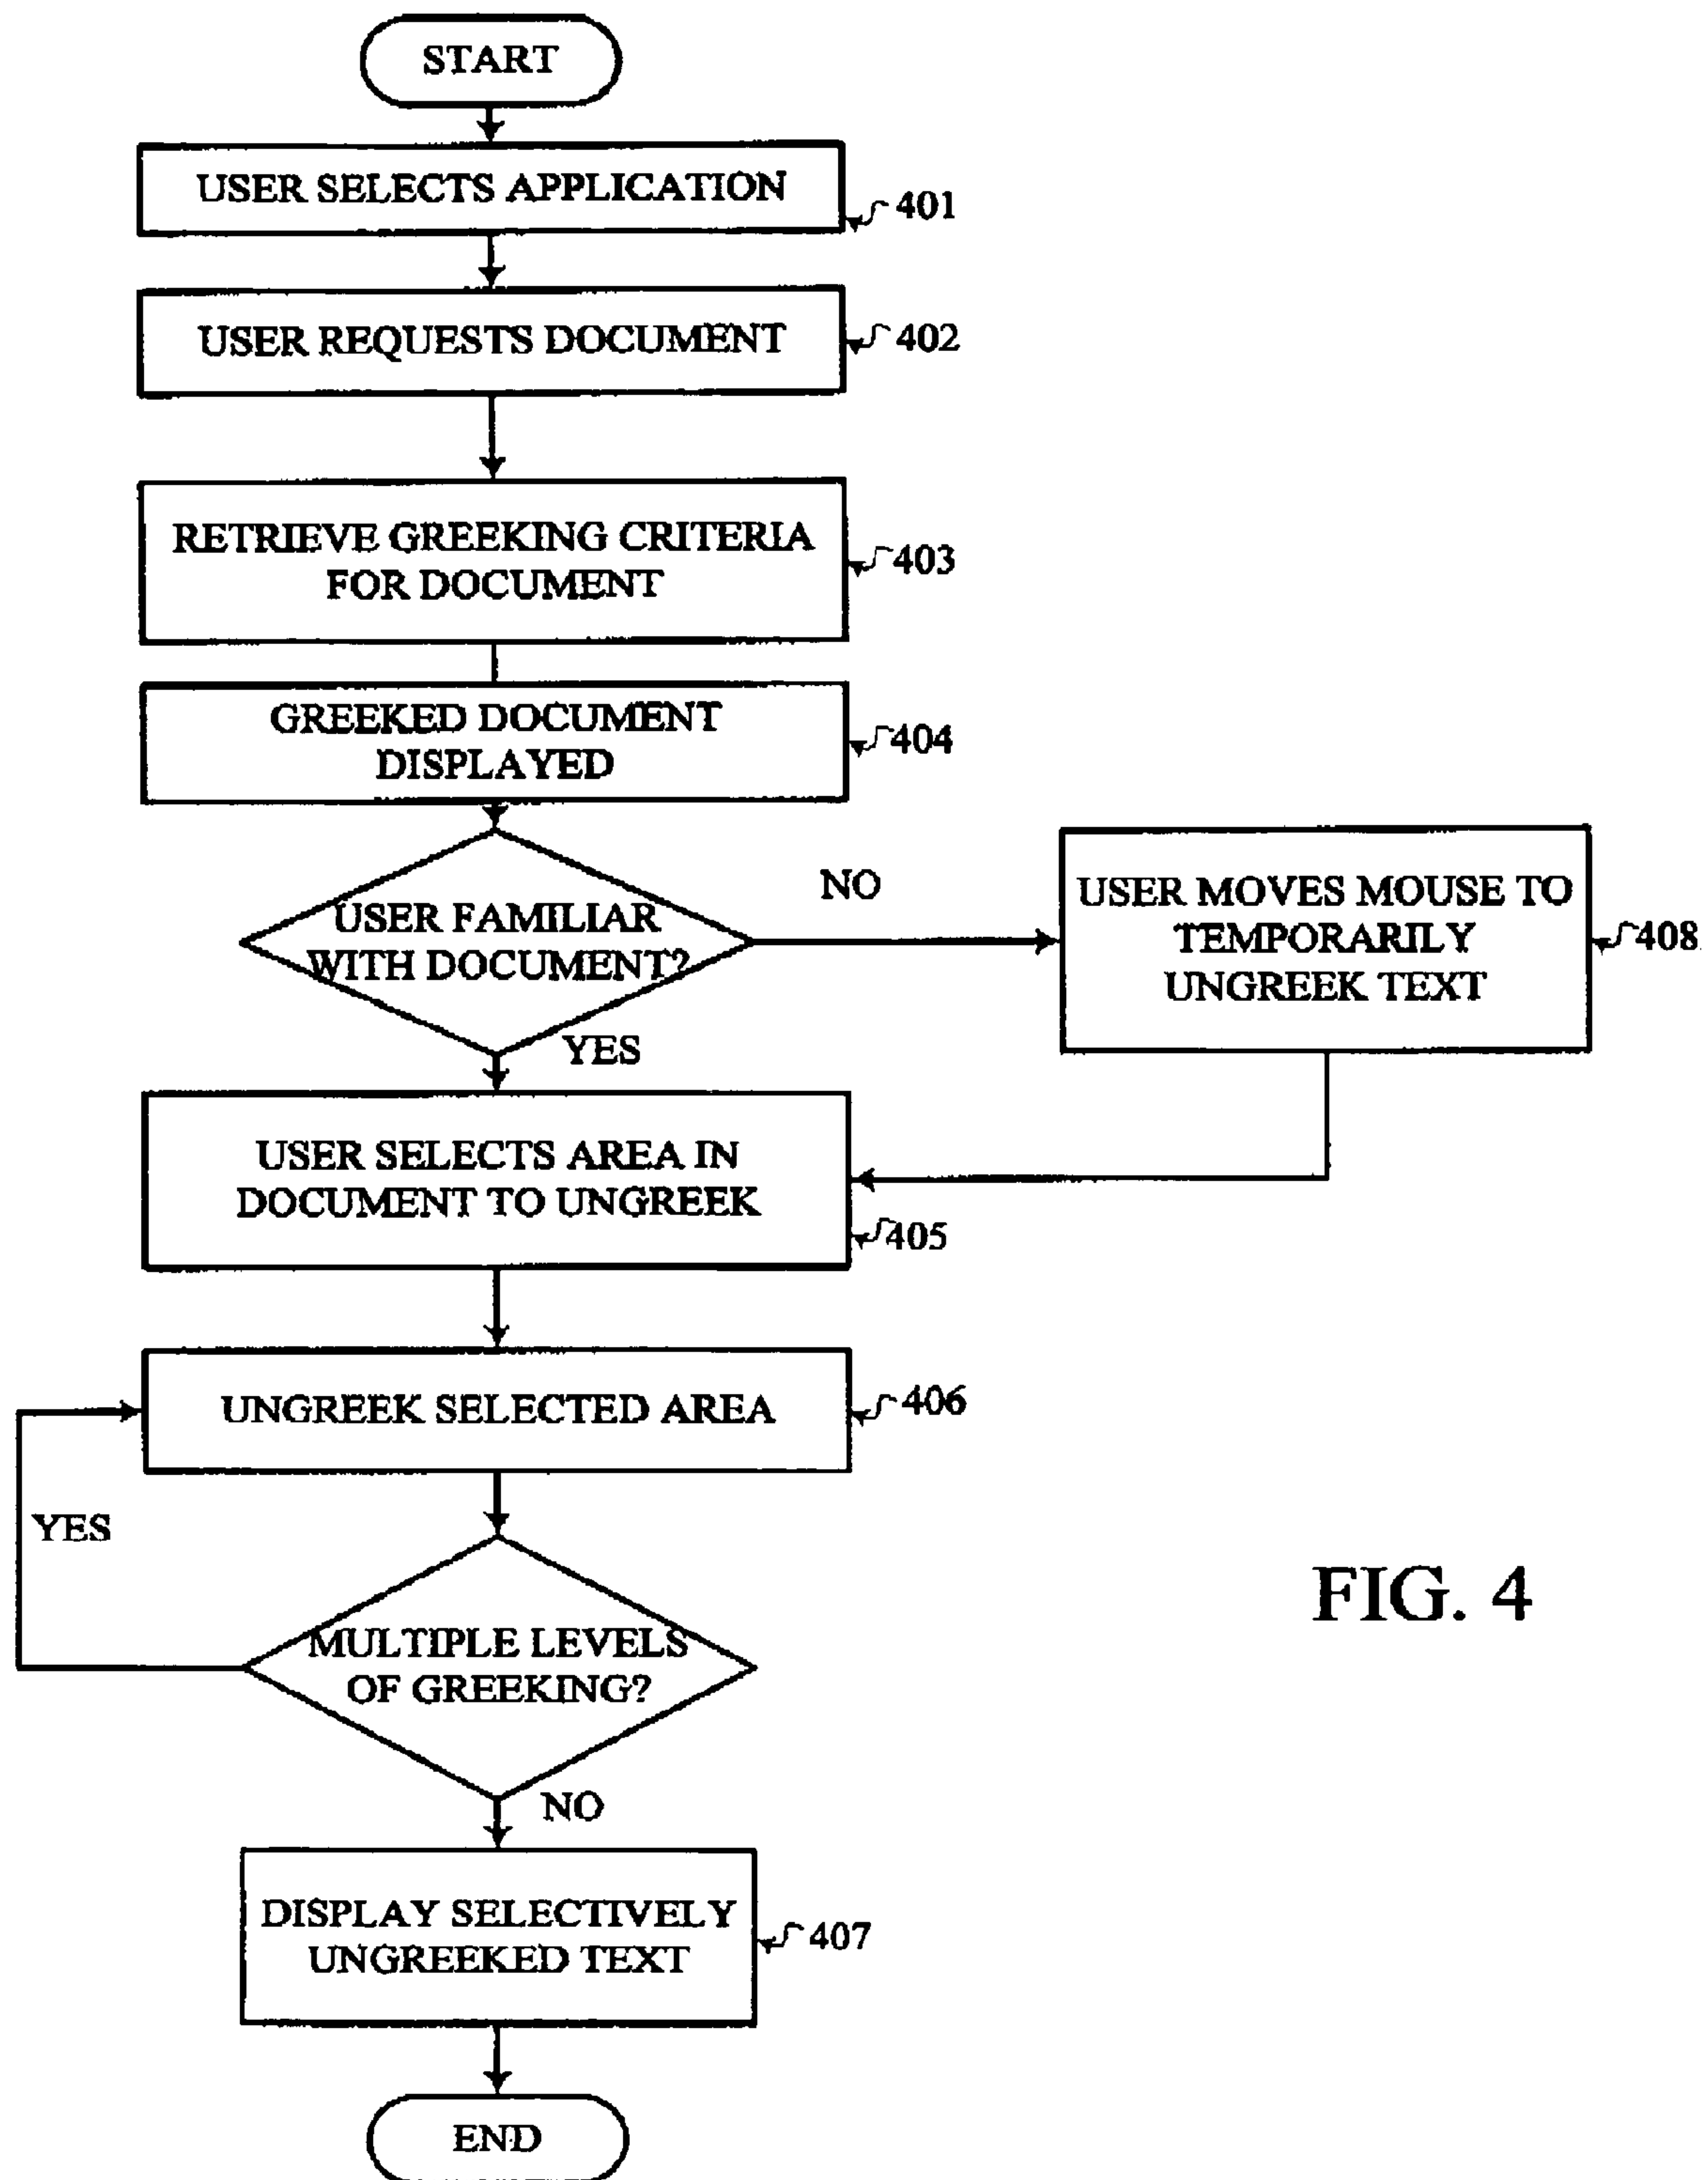 START
USER SELECTS APPLICATION
401
USER REQUESTS DOCUMENT
402
RETRIEVE GREEKING CRITERIA
FOR DOCUMENT
403
GREEKED DOCUMENT
DISPLAYED
404
USER FAMILIAR
WITH DOCUMENT?
NO
USER MOVES MOUSE TO
TEMPORARILY
UNGREEK TEXT
408
YES
USER SELECTS AREA IN
DOCUMENT TO UNGREEK
405
UNGREEK SELECTED AREA
406
YES
MULTIPLE LEVELS
OF GREEKING?
NO
DISPLAY SELECTIVELY
UNGREEKED TEXT
407
END
FIG. 4